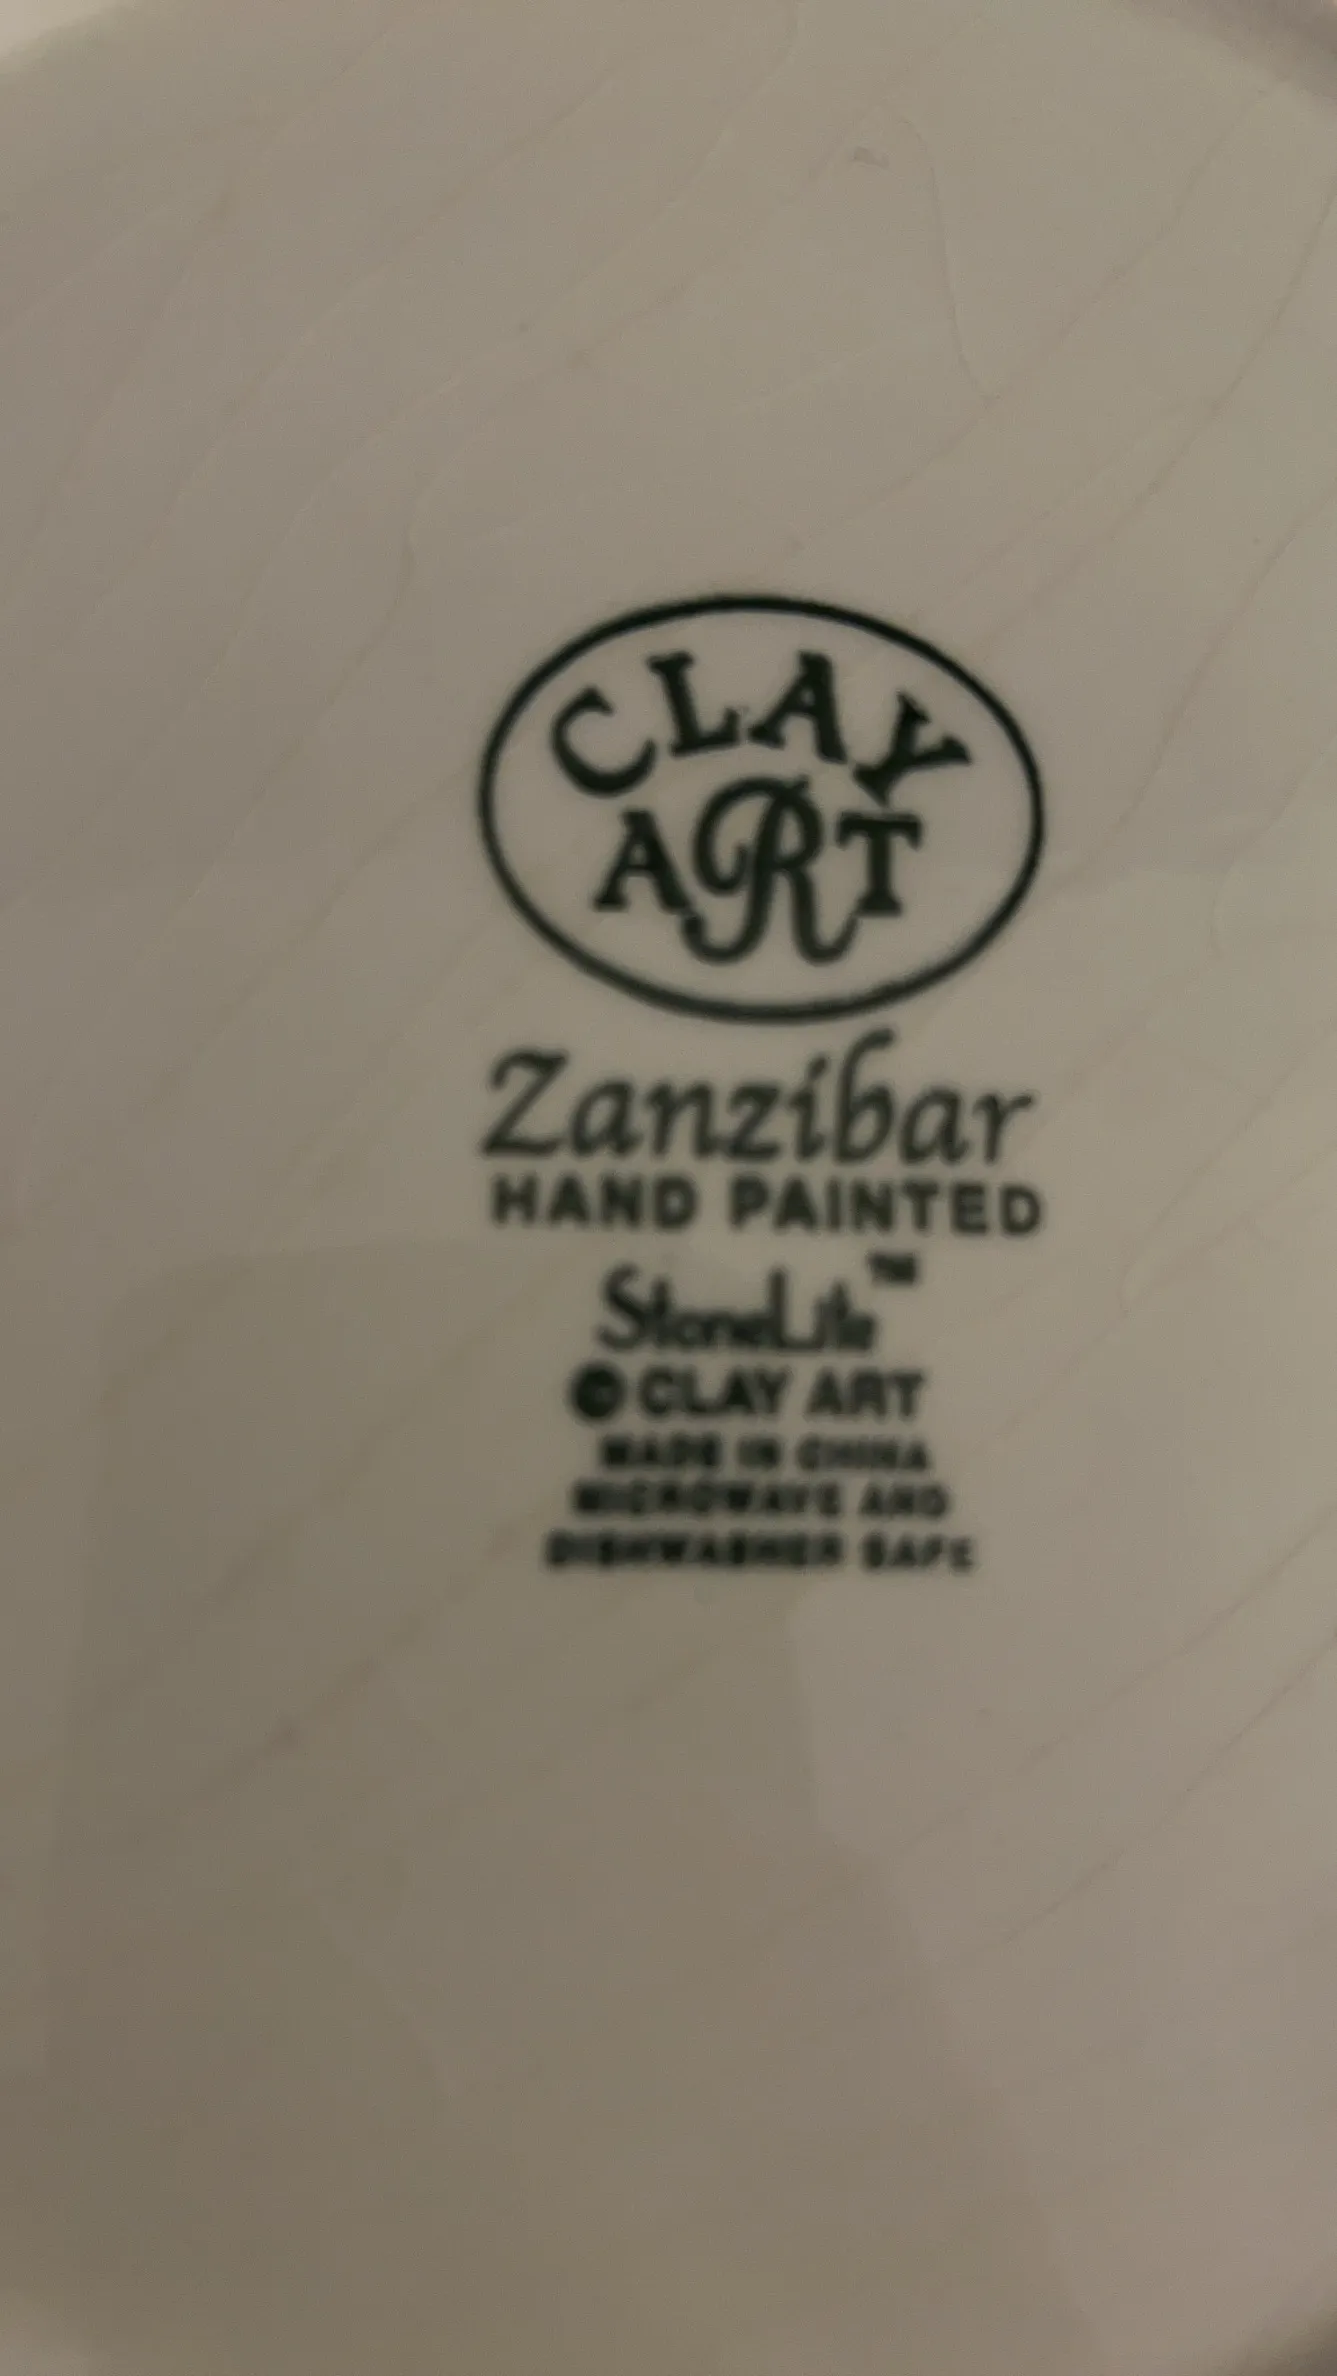 CLAY
ART
Zanzibar
HAND PAINTED
StoneLite™
© CLAY ART
MADE IN CHINA
MICROWAVE AND
DISHWASHER SAFE